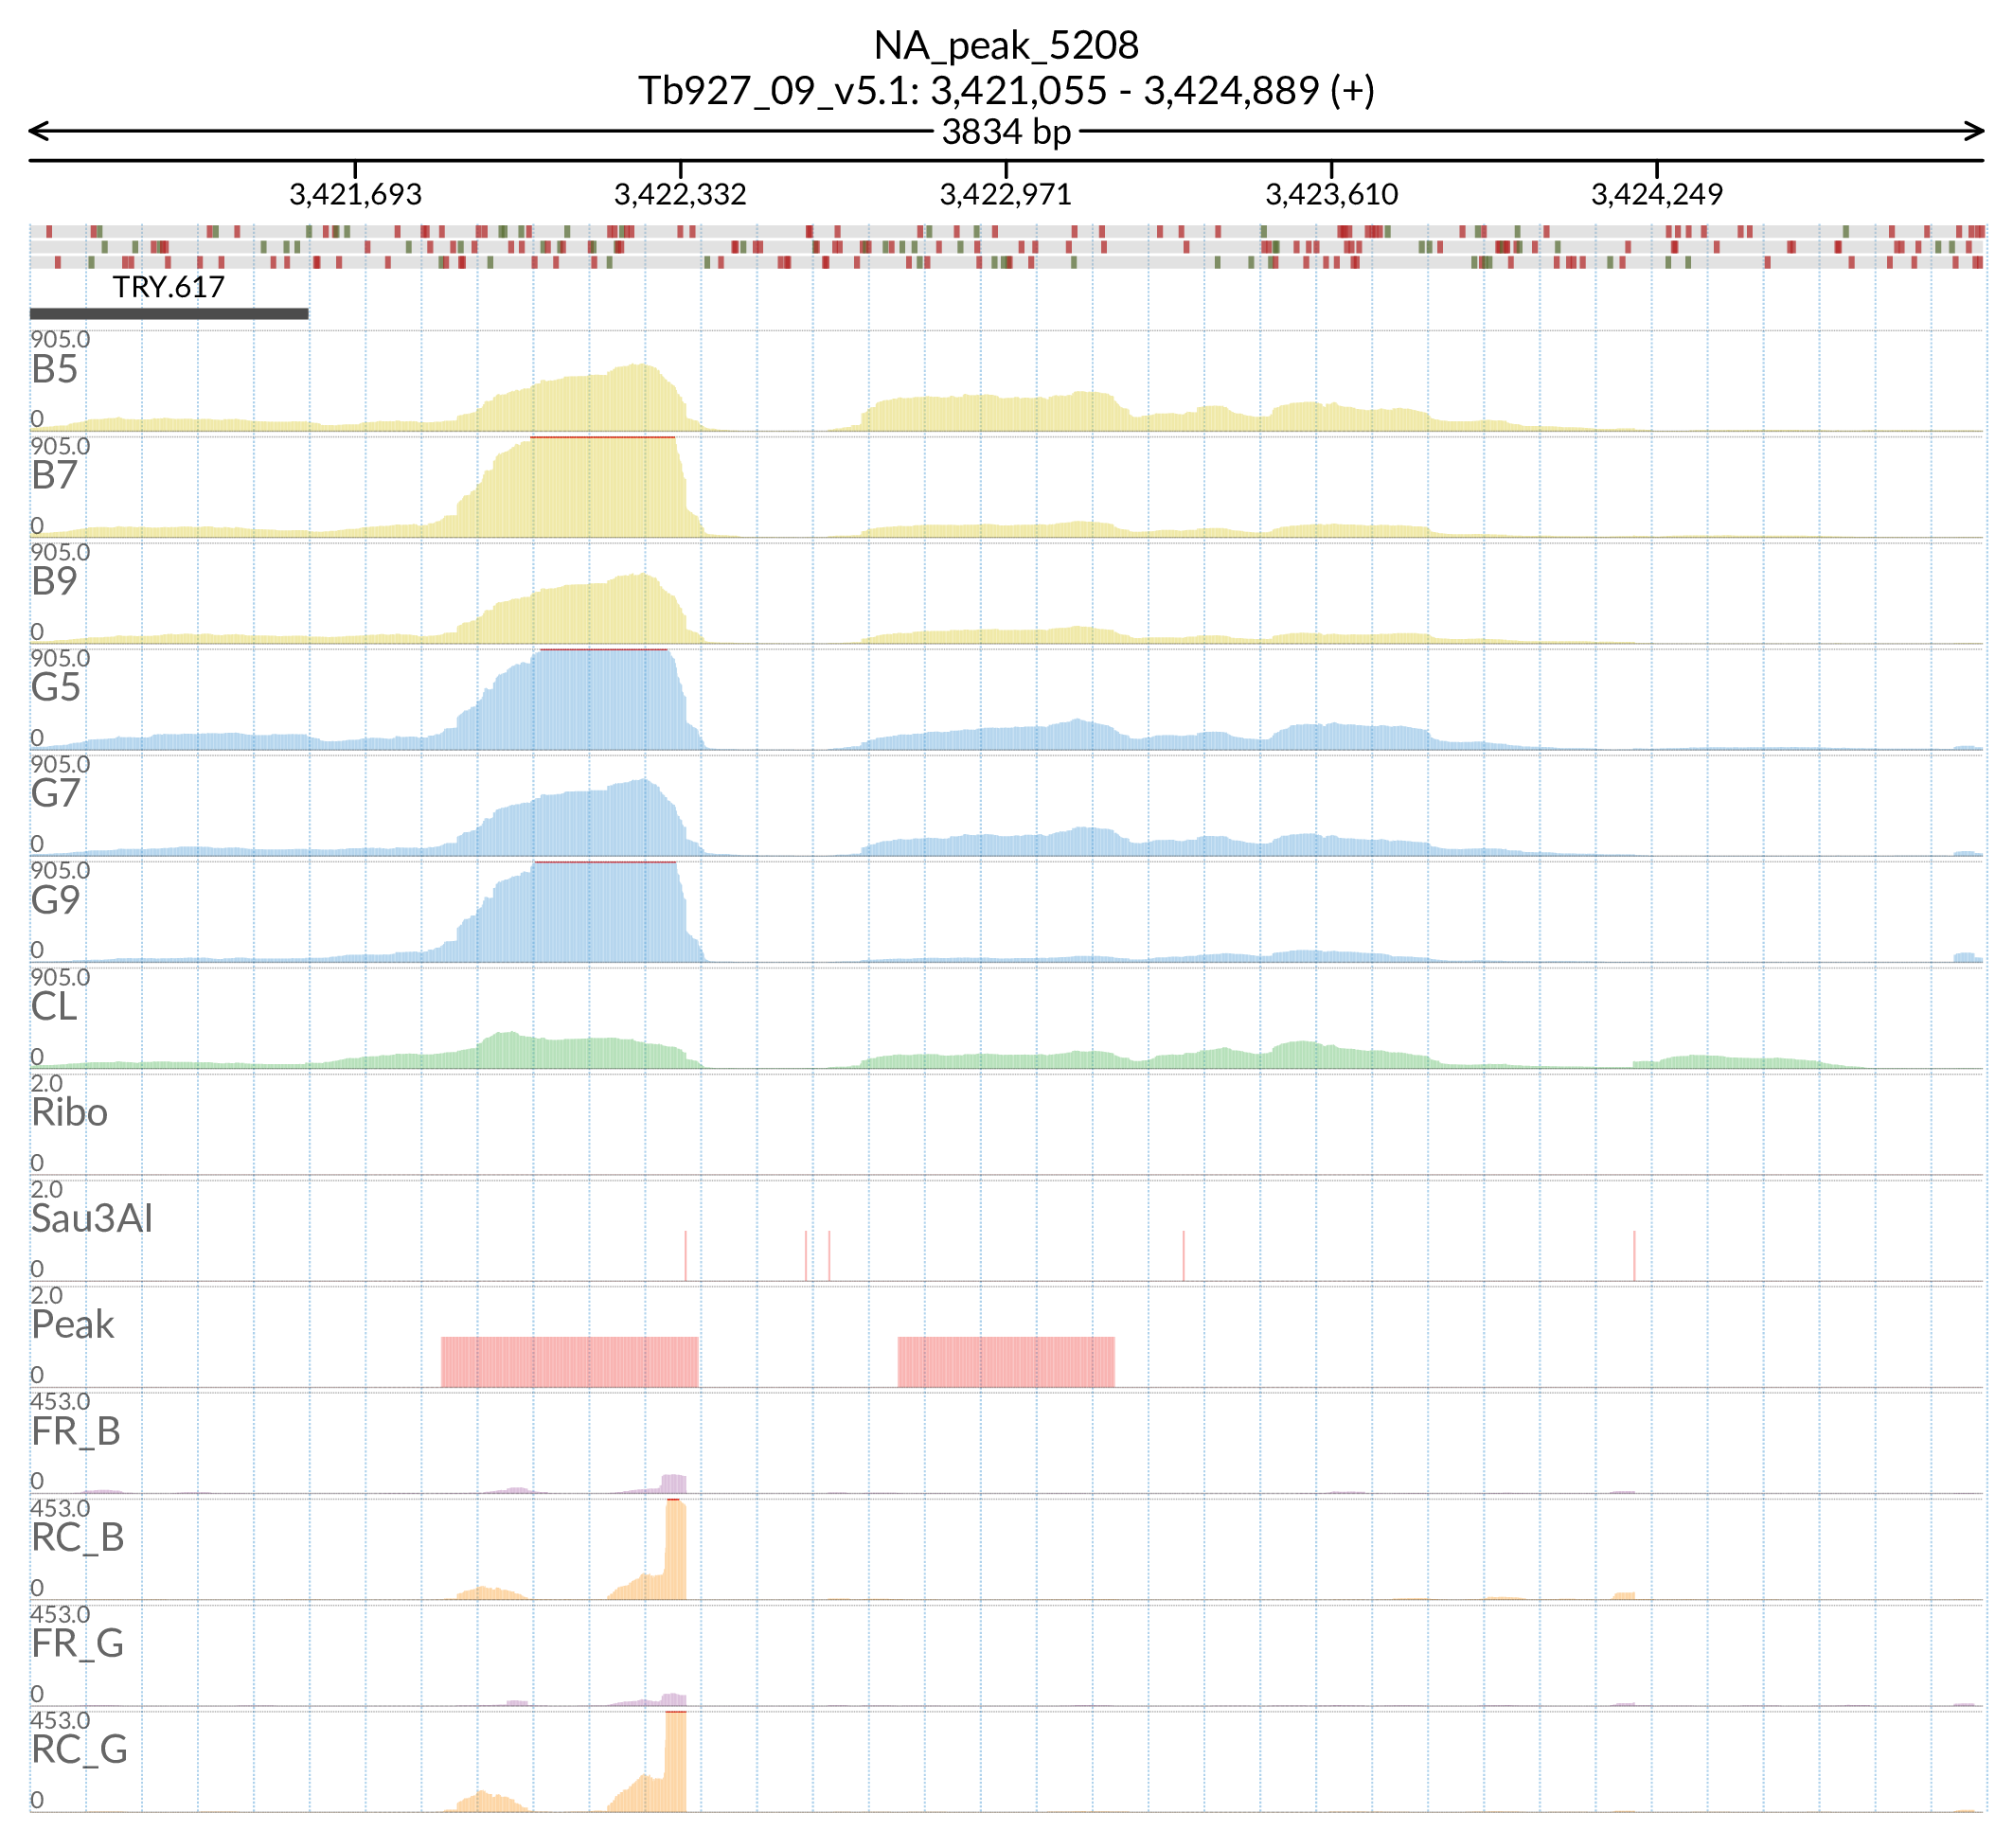 NA_peak_5208
Tb927_09_v5.1: 3,421,055 - 3,424,889 (+)
3834 bp
3,421,693 3,422,332 3,422,971 3,423,610 3,424,249
TRY.617
905.0
B5
0
905.0
B7
0
905.0
B9
0
905.0
G5
0
905.0
G7
0
905.0
G9
0
905.0
CL
0
2.0
Ribo
0
2.0
Sau3AI
0
2.0
Peak
0
453.0
FR_B
0
453.0
RC_B
0
453.0
FR_G
0
453.0
RC_G
0